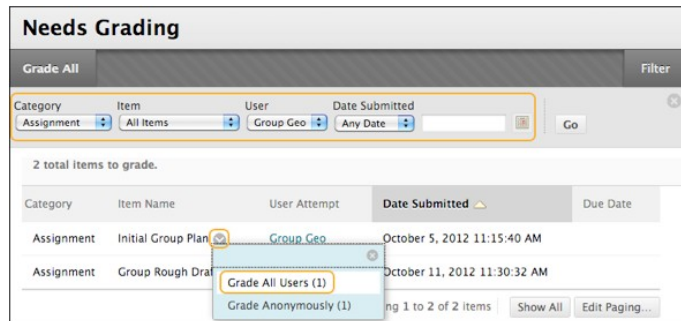 Needs Grading
Grade All Filter
Category Item User Date Submitted
Assignment All Items Group Geo Any Date Go
2 total items to grade.
Category Item Name User Attempt Date Submitted Due Date
Assignment Initial Group Plan Group Geo October 5, 2012 11:15:40 AM
Assignment Group Rough Dra October 11, 2012 11:30:32 AM
Grade All Users (1)
Grade Anonymously (1) ng 1 to 2 of 2 items Show All Edit Paging...